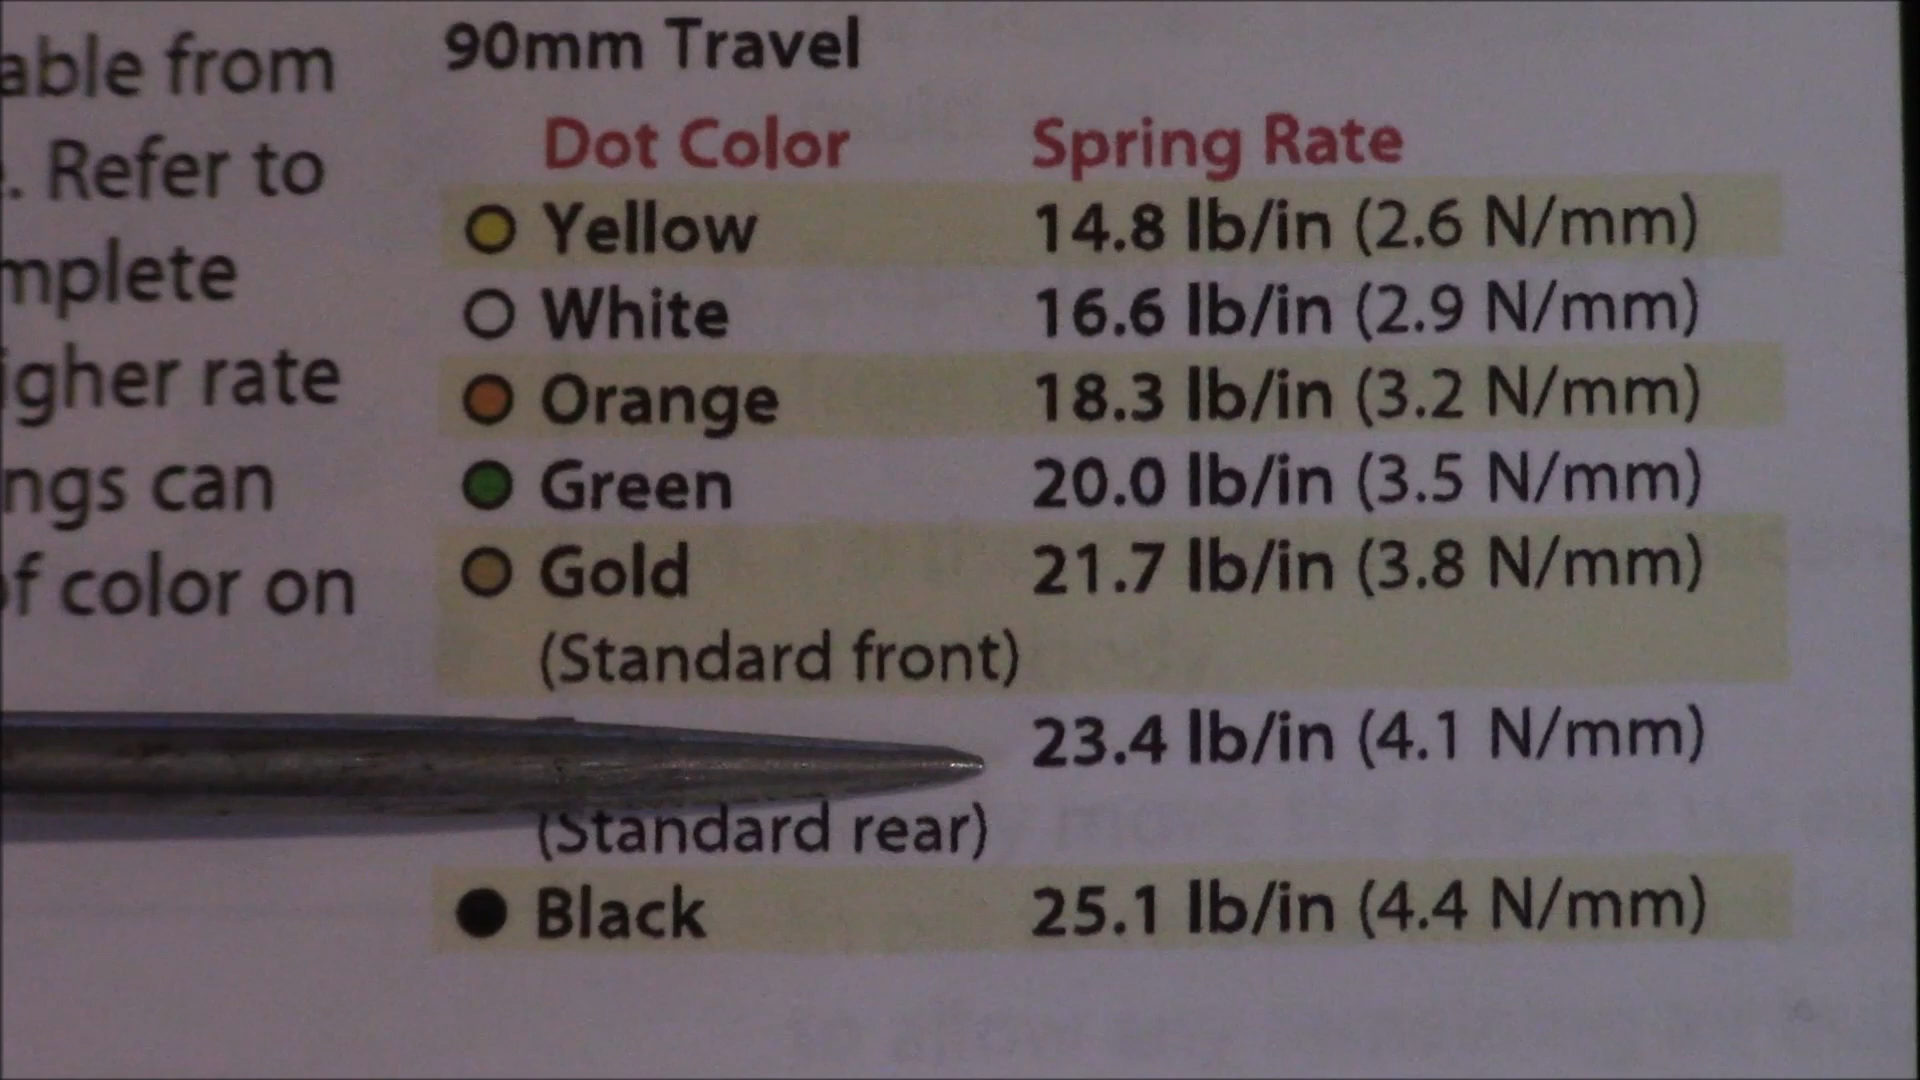 able from
. Refer to
mplete
igher rate
ngs can
of color on
90mm Travel
Dot Color Spring Rate
Yellow 14.8 lb/in (2.6 N/mm)
White 16.6 lb/in (2.9 N/mm)
Orange 18.3 lb/in (3.2 N/mm)
Green 20.0 lb/in (3.5 N/mm)
Gold 21.7 lb/in (3.8 N/mm)
(Standard front)
23.4 lb/in (4.1 N/mm)
(Standard rear)
Black 25.1 lb/in (4.4 N/mm)